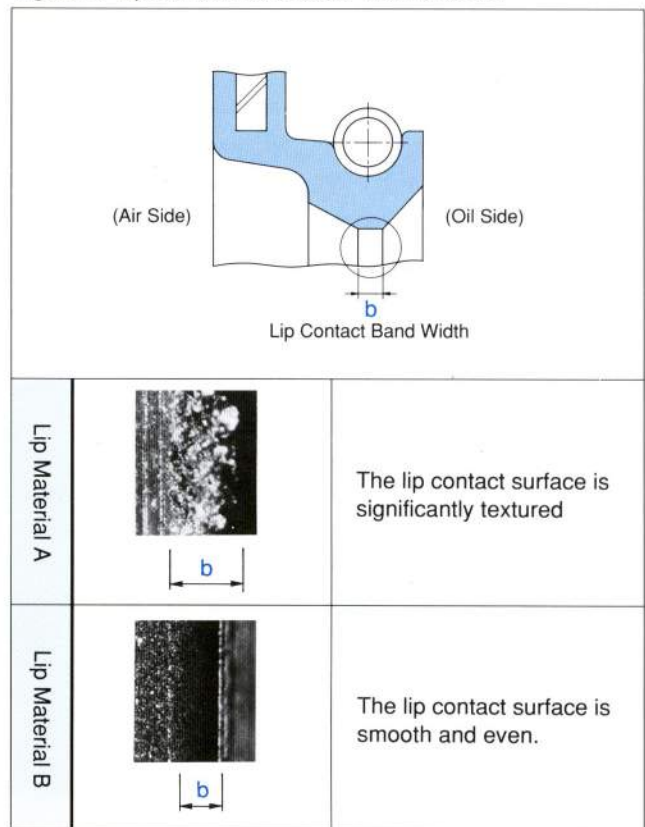 (Air Side)
(Oil Side)
b
Lip Contact Band Width
Lip Material A
b
The lip contact surface is
significantly textured
Lip Material B
b
The lip contact surface is
smooth and even.